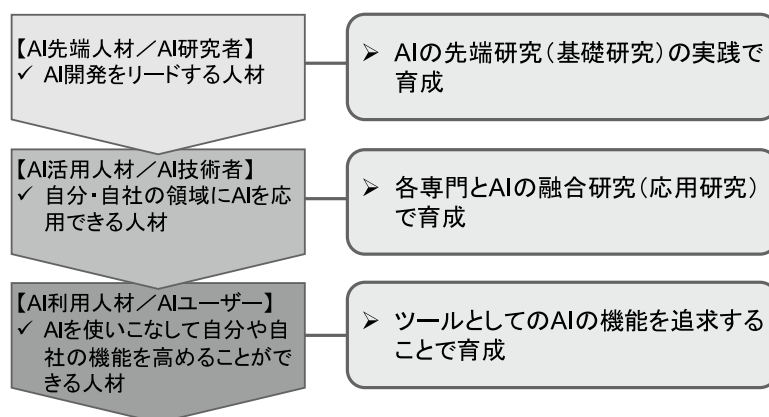 【AI先端人材／AI研究者】
✓ AI開発をリードする人材
➢ AIの先端研究（基礎研究）の実践で
育成
【AI活用人材／AI技術者】
✓ 自分・自社の領域にAIを応
用できる人材
➢ 各専門とAIの融合研究（応用研究）
で育成
【AI利用人材／AIユーザー】
✓ AIを使いこなして自分や自
社の機能を高めることがで
きる人材
➢ ツールとしてのAIの機能を追求する
ことで育成